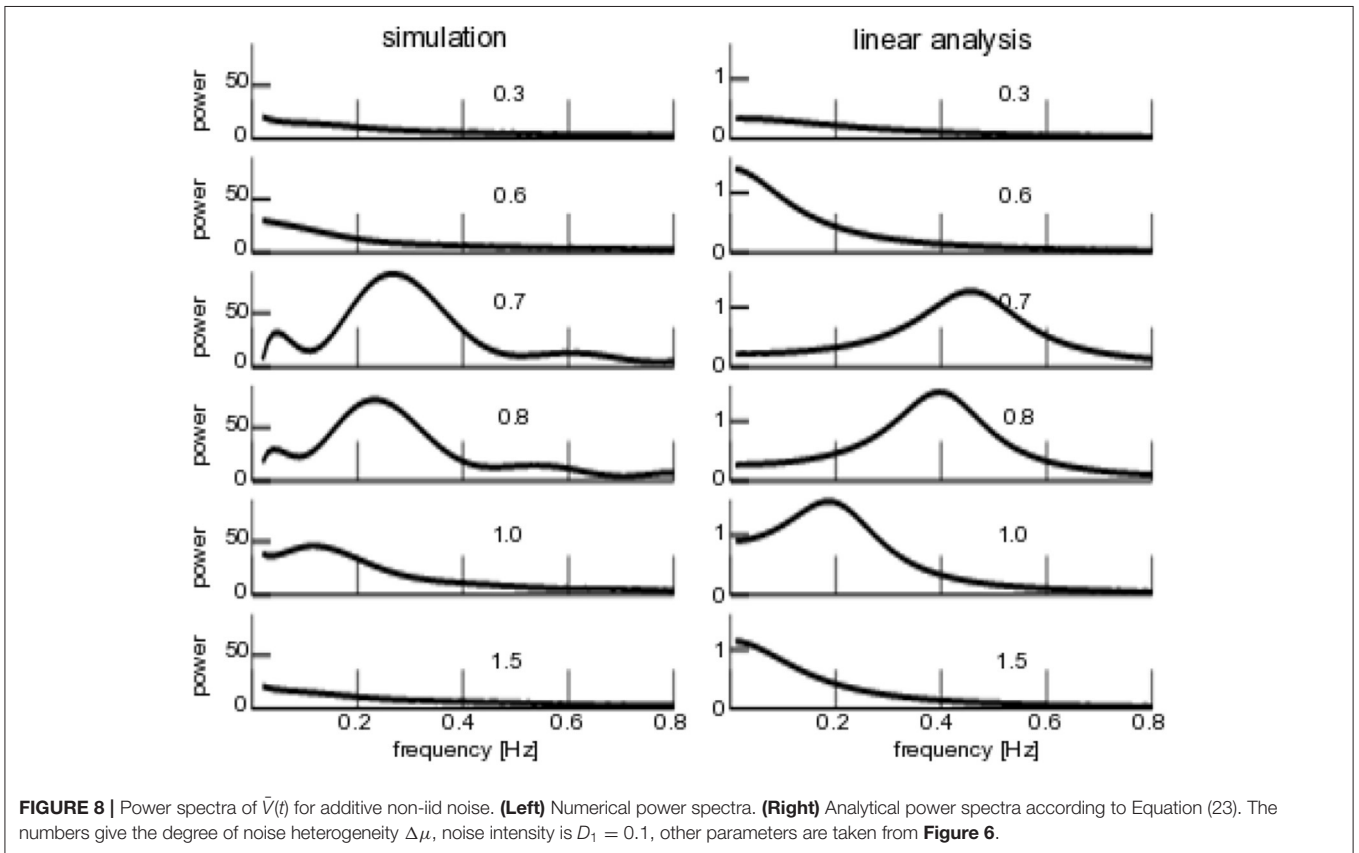 simulation
linear analysis
power
50
0
0.3
1
0
0.3
power
50
0
0.6
1
0
0.6
power
50
0
0.7
1
0
0.7
power
50
0
0.8
1
0
0.8
power
50
0
1.0
1
0
1.0
power
50
0
1.5
1
0
1.5
0.2 0.4 0.6 0.8
0.2 0.4 0.6 0.8
frequency [Hz]
frequency [Hz]
FIGURE 8 | Power spectra of V̄(t) for additive non-iid noise. (Left) Numerical power spectra. (Right) Analytical power spectra according to Equation (23). The
numbers give the degree of noise heterogeneity Δμ, noise intensity is D₁ = 0.1, other parameters are taken from Figure 6.